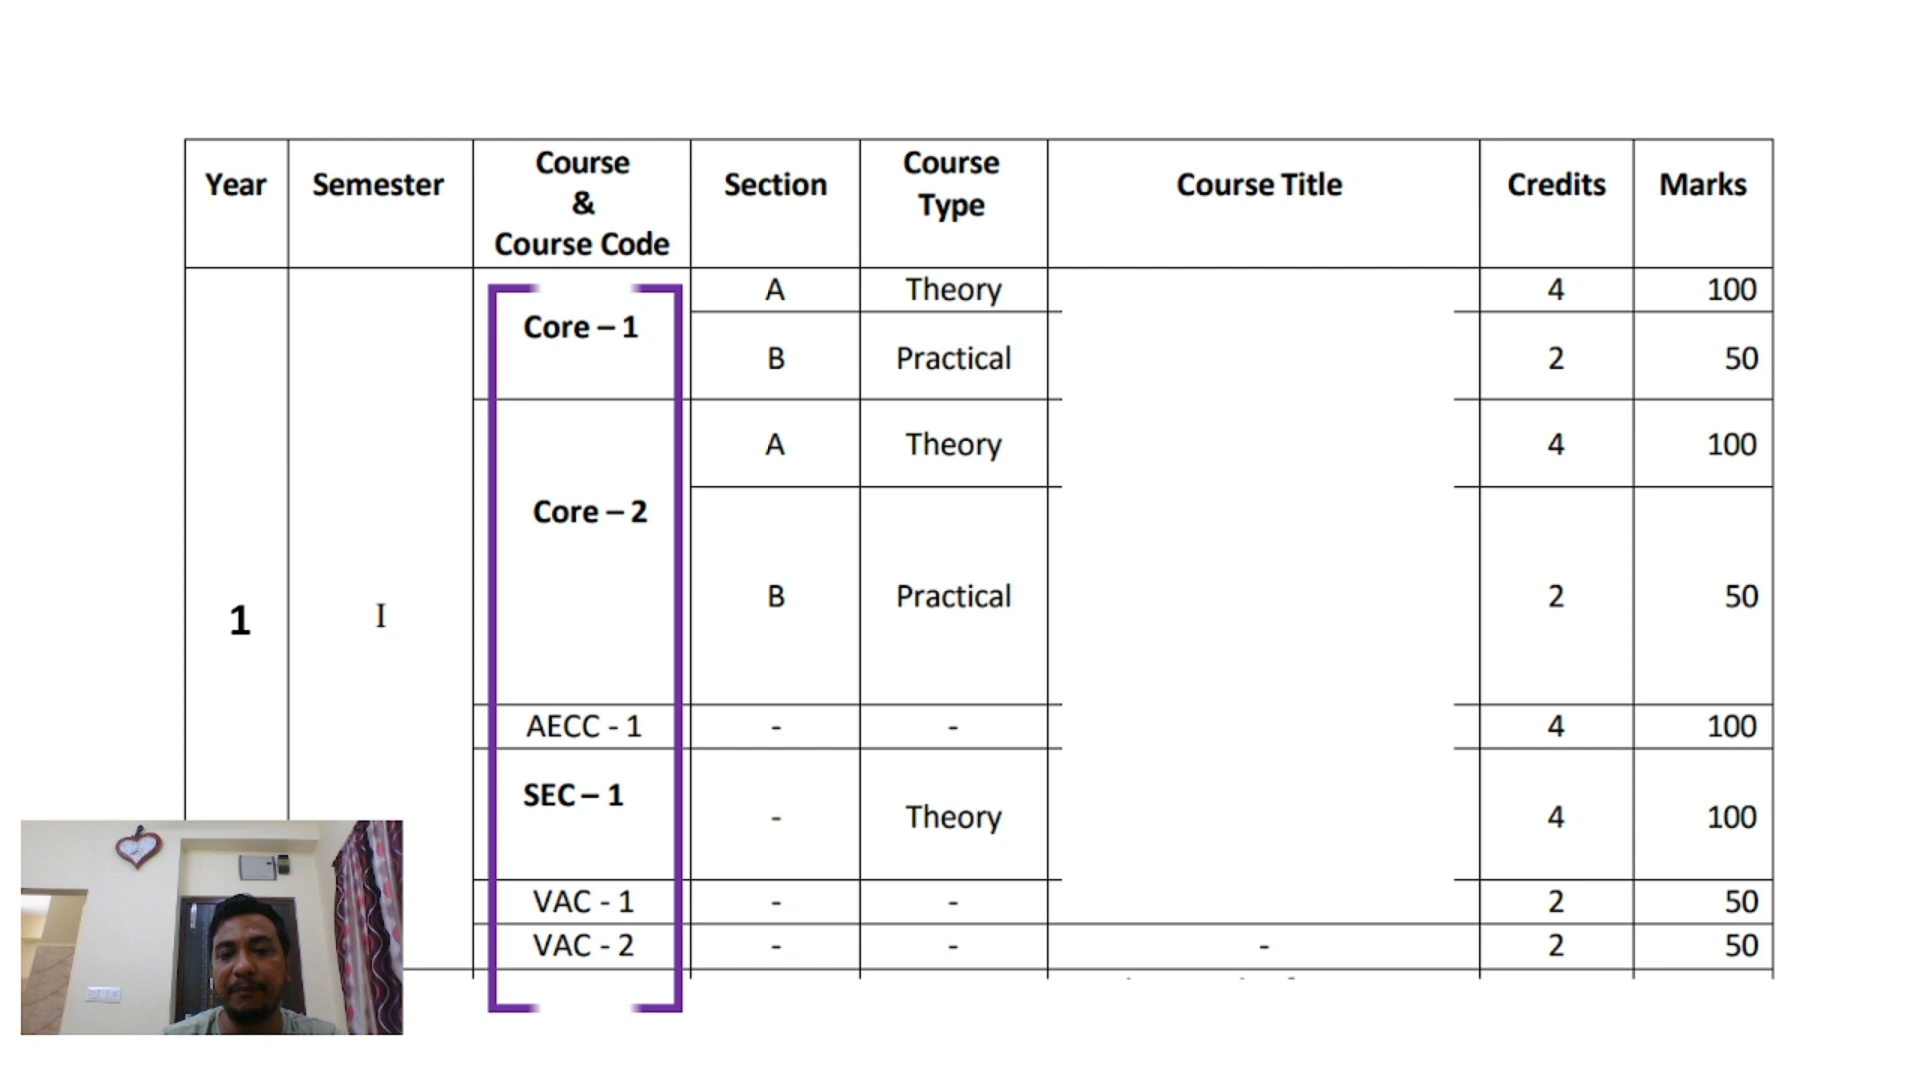 Year Semester Course & Course Code Section Course Type Course Title Credits Marks
1 I Core – 1 A Theory 4 100
B Practical 2 50
Core – 2 A Theory 4 100
B Practical 2 50
AECC - 1 - - 4 100
SEC – 1 - Theory 4 100
VAC - 1 - - 2 50
VAC - 2 - - - 2 50